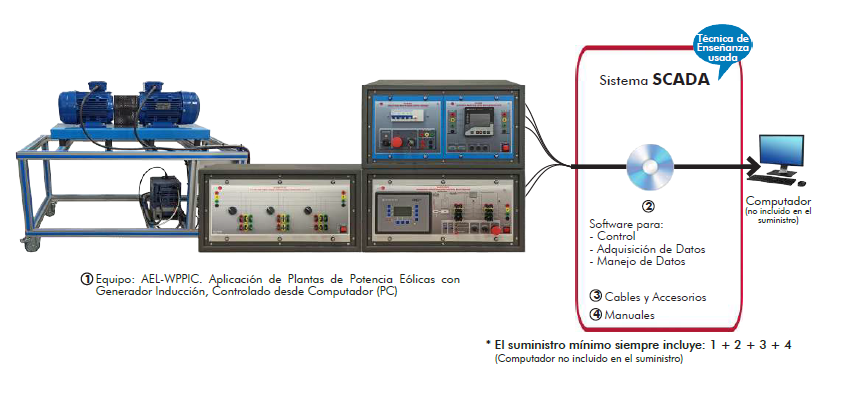 Técnica de
Enseñanza
usada
Sistema SCADA
②
Software para:
- Control
- Adquisición de Datos
- Manejo de Datos
③ Cables y Accesorios
④ Manuales
Computador
(no incluido en el
suministro)
① Equipo: AEL-WPPIC. Aplicación de Plantas de Potencia Eólicas con
Generador Inducción, Controlado desde Computador (PC)
* El suministro mínimo siempre incluye: 1 + 2 + 3 + 4
(Computador no incluido en el suministro)